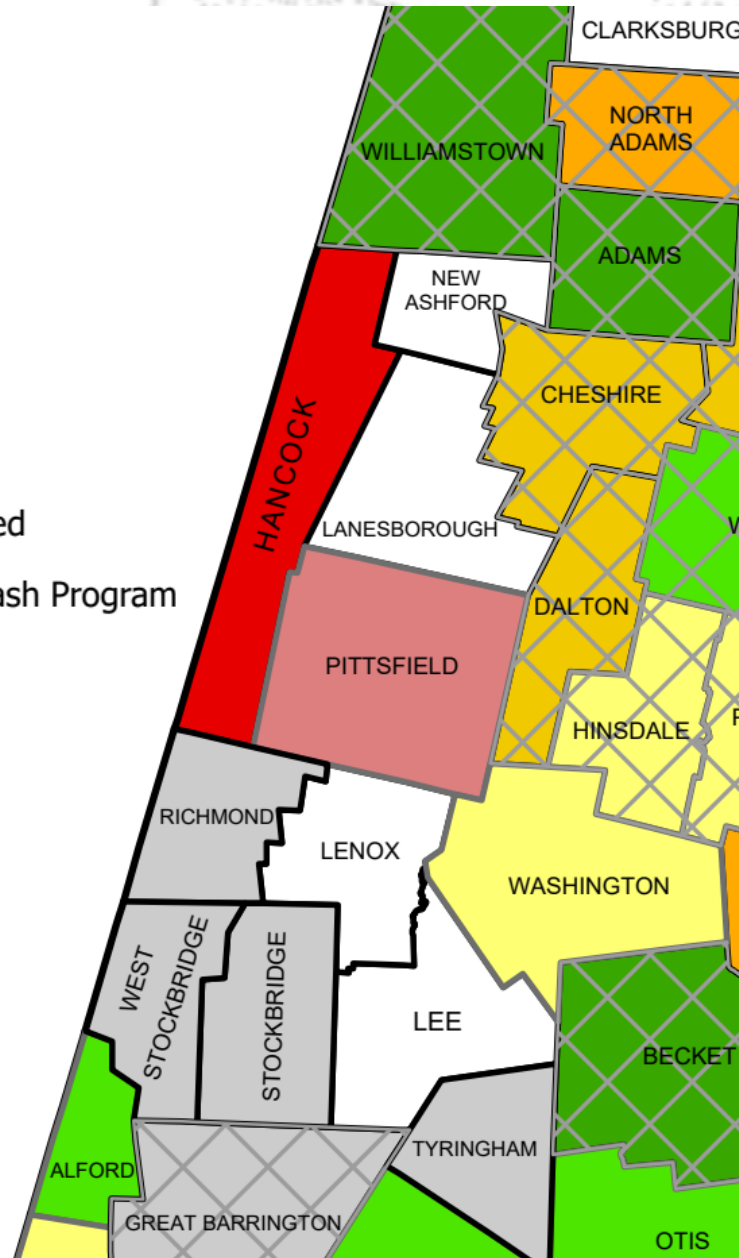 CLARKSBURG
NORTH
ADAMS
WILLIAMSTOWN
ADAMS
NEW
ASHFORD
CHESHIRE
HANCOCK
LANESBOROUGH
W
ed
ash Program
DALTON
PITTSFIELD
HINSDALE
RICHMOND
LENOX
WASHINGTON
WEST
STOCKBRIDGE
STOCKBRIDGE
LEE
BECKET
TYRINGHAM
ALFORD
GREAT BARRINGTON
OTIS